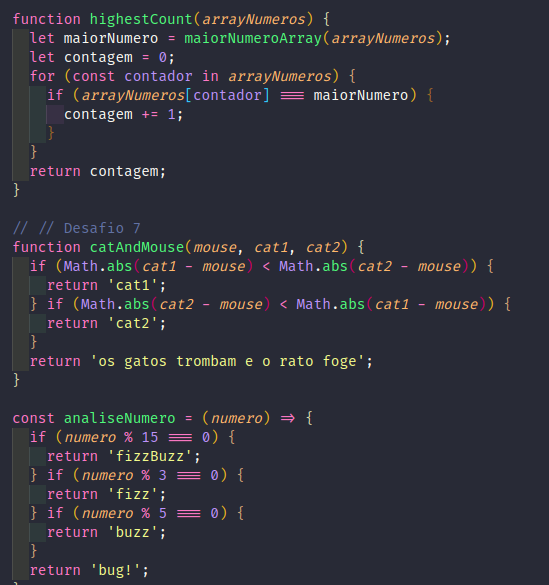 function highestCount(arrayNumeros) {
  let maiorNumero = maiorNumeroArray(arrayNumeros);
  let contagem = 0;
  for (const contador in arrayNumeros) {
    if (arrayNumeros[contador] === maiorNumero) {
      contagem += 1;
    }
  }
  return contagem;
}

// // Desafio 7
function catAndMouse(mouse, cat1, cat2) {
  if (Math.abs(cat1 - mouse) < Math.abs(cat2 - mouse)) {
    return 'cat1';
  } if (Math.abs(cat2 - mouse) < Math.abs(cat1 - mouse)) {
    return 'cat2';
  }
  return 'os gatos trombam e o rato foge';
}

const analiseNumero = (numero) => {
  if (numero % 15 === 0) {
    return 'fizzBuzz';
  } if (numero % 3 === 0) {
    return 'fizz';
  } if (numero % 5 === 0) {
    return 'buzz';
  }
  return 'bug!';